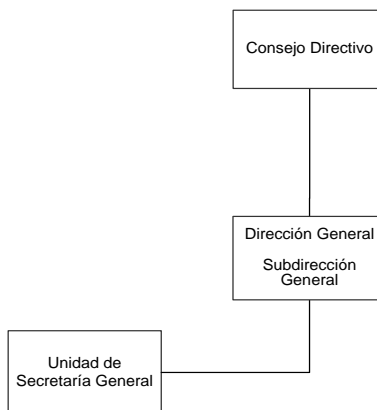 Consejo Directivo
Dirección General
Subdirección
General
Unidad de
Secretaría General